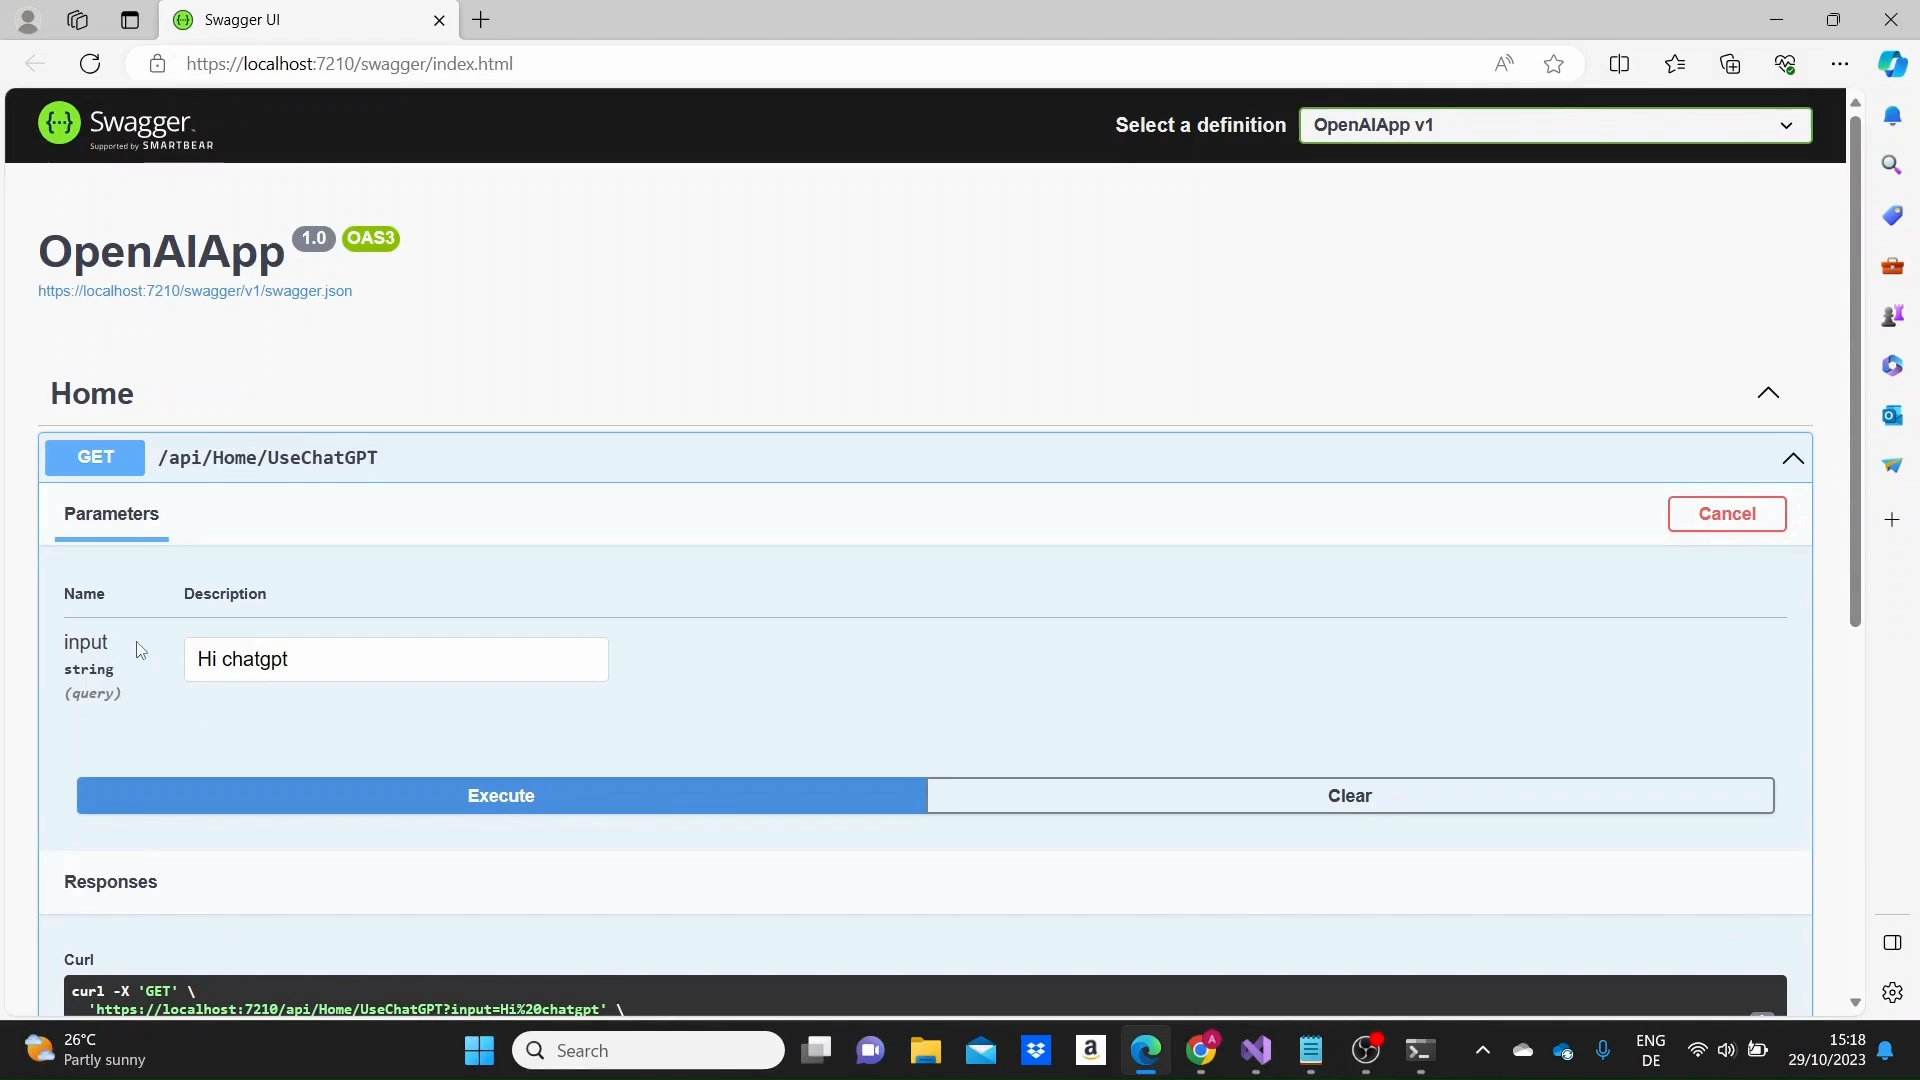 Swagger UI
https://localhost:7210/swagger/index.html
Swagger
Supported by SMARTBEAR
Select a definition
OpenAIApp v1
OpenAIApp 1.0 OAS3
https://localhost:7210/swagger/v1/swagger.json
Home
GET /api/Home/UseChatGPT
Parameters
Cancel
Name Description
input
string
(query)
Hi chatgpt
Execute Clear
Responses
Curl
curl -X 'GET' \
'https://localhost:7210/api/Home/UseChatGPT?input=Hi%20chatgpt' \
26°C
Partly sunny
Search
ENG
DE
15:18
29/10/2023